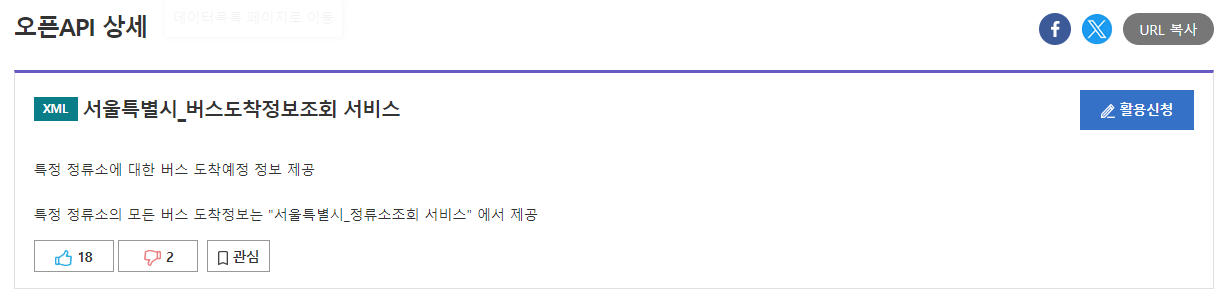 오픈API 상세
데이터목록 페이지로 이동
URL 복사
XML 서울특별시_버스도착정보조회 서비스
활용신청
특정 정류소에 대한 버스 도착예정 정보 제공
특정 정류소의 모든 버스 도착정보는 "서울특별시_정류소조회 서비스" 에서 제공
18
2
관심